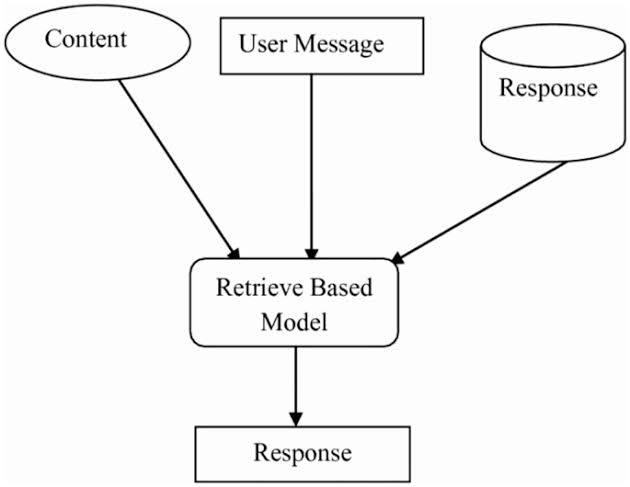 Content
User Message
Response
Retrieve Based
Model
Response